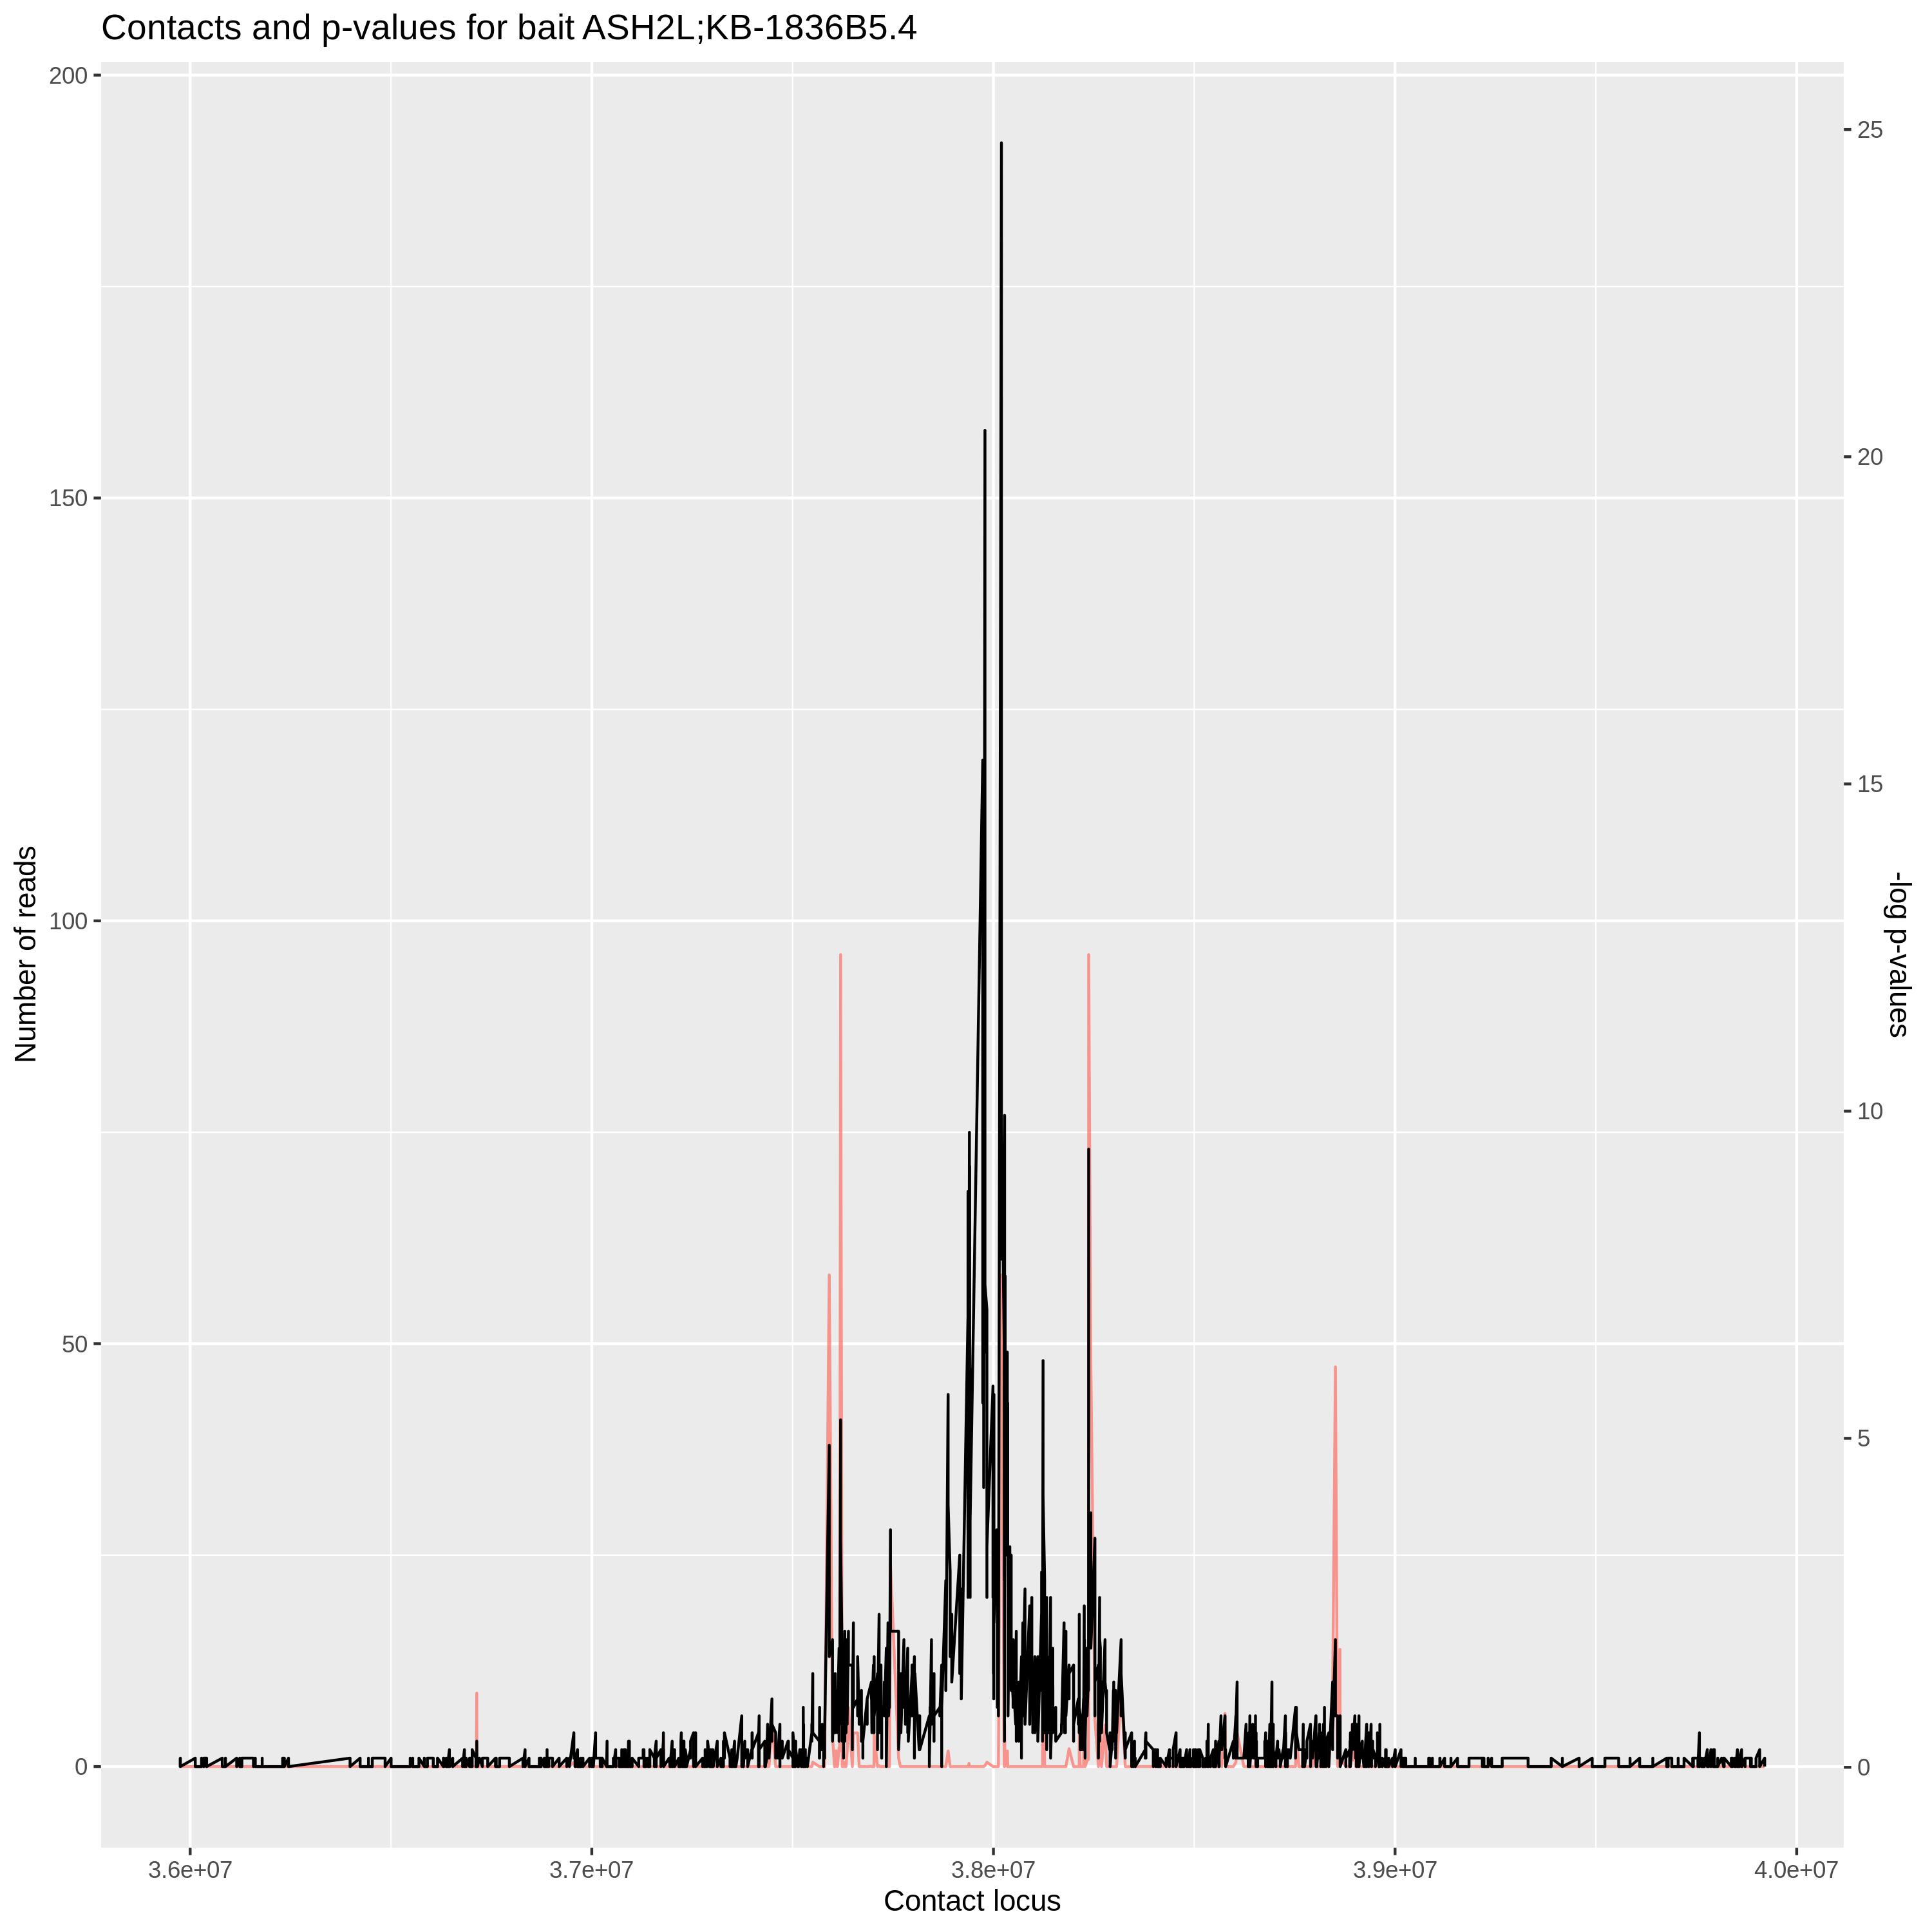 Contacts and p-values for bait ASH2L;KB-1836B5.4
200
150
100
50
0
Number of reads
25
20
15
10
5
0
-log p-values
3.6e+07
3.7e+07
3.8e+07
3.9e+07
4.0e+07
Contact locus